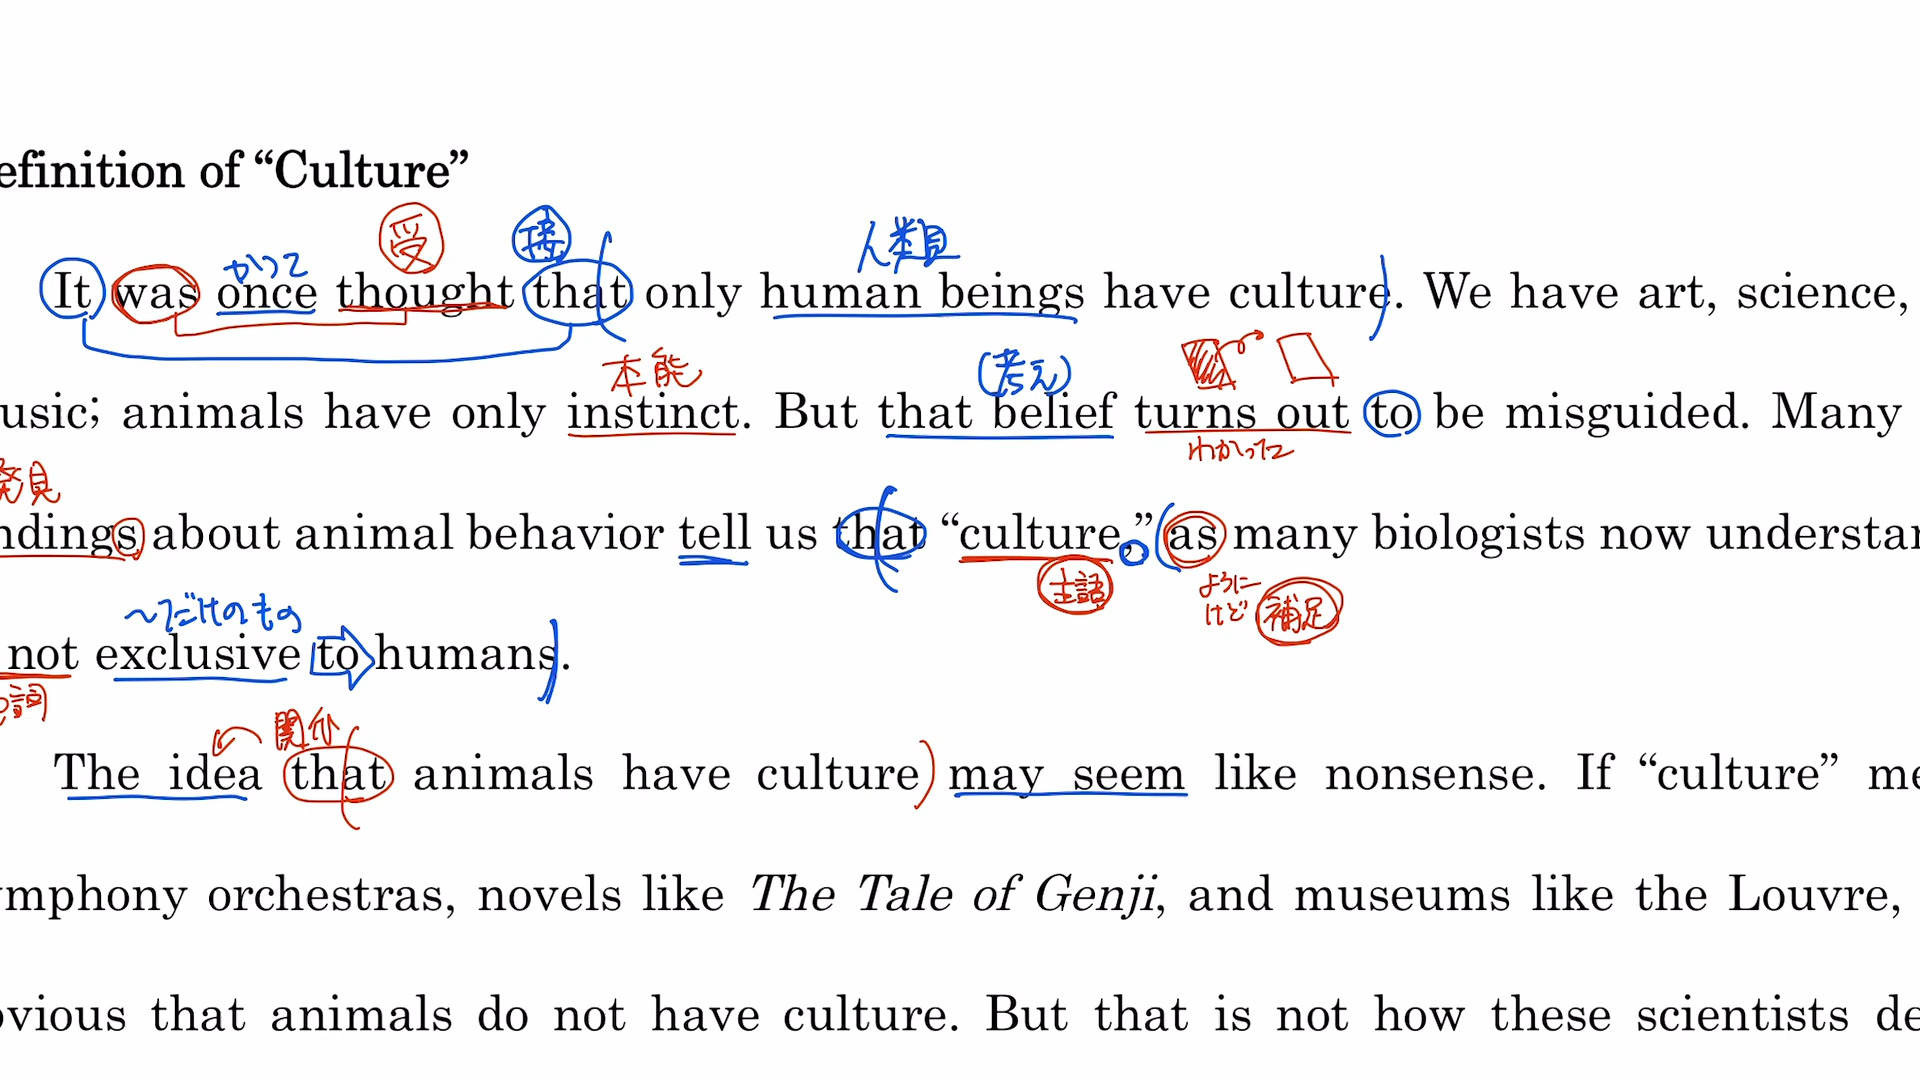 efinition of “Culture”
受 接 人類
かつて
It was once thought that only human beings have culture. We have art, science,
本能 (考え)
usic; animals have only instinct. But that belief turns out to be misguided. Many
わかった
発見
ndings about animal behavior tell us that “culture,” as many biologists now understan
主語 ように
けど 補足
〜だけのもの
not exclusive to humans.
詞
The idea that animals have culture may seem like nonsense. If “culture” me
ymphony orchestras, novels like The Tale of Genji, and museums like the Louvre,
bvious that animals do not have culture. But that is not how these scientists de